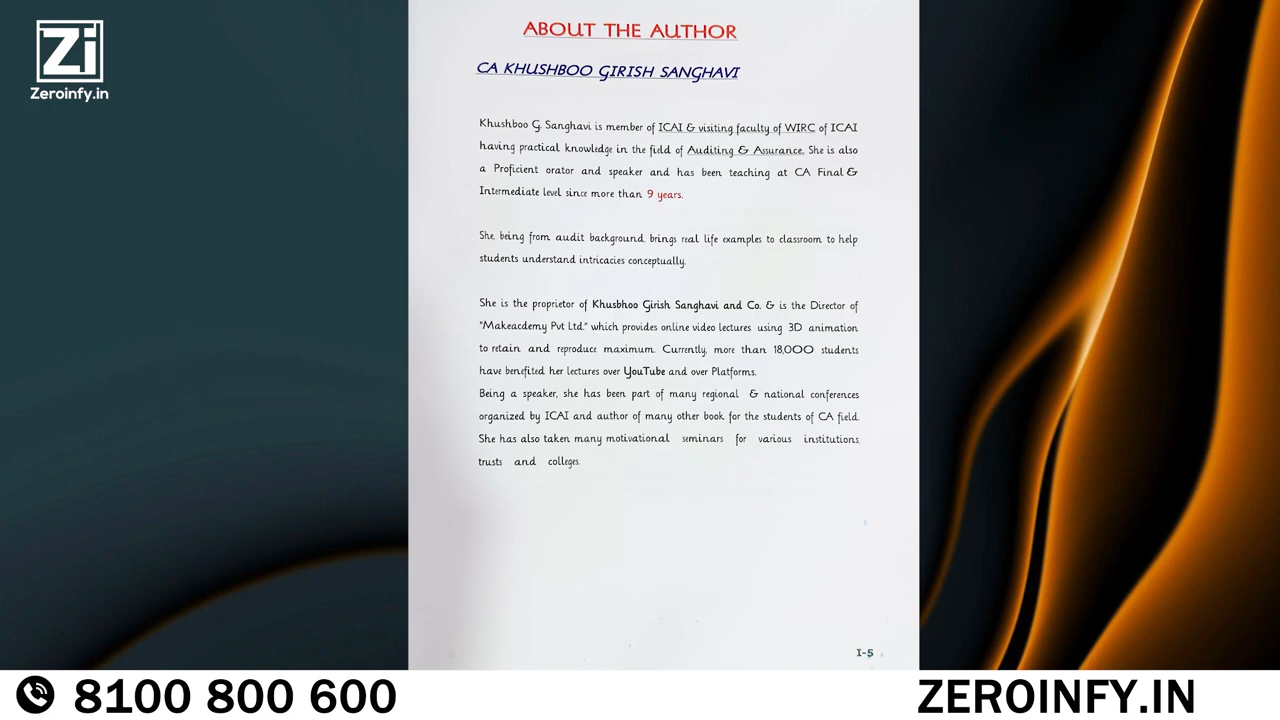 Zi
Zeroinfy.in
ABOUT THE AUTHOR
CA KHUSHBOO GIRISH SANGHAVI
Khushboo G. Sanghavi is member of ICAI & visiting faculty of WIRC of ICAI
having practical knowledge in the field of Auditing & Assurance. She is also
a Proficient orator and speaker and has been teaching at CA Final &
Intermediate level since more than 9 years.
She, being from audit background, brings real life examples to classroom to help
students understand intricacies conceptually.
She is the proprietor of Khusbhoo Girish Sanghavi and Co. & is the Director of
"Makeacdemy Pvt Ltd." which provides online video lectures using 3D animation
to retain and reproduce maximum. Currently, more than 18,000 students
have benefited her lectures over YouTube and over Platforms.
Being a speaker, she has been part of many regional & national conferences
organized by ICAI and author of many other book for the students of CA field.
She has also taken many motivational seminars for various institutions,
trusts and colleges.
I-5
8100 800 600
ZEROINFY.IN